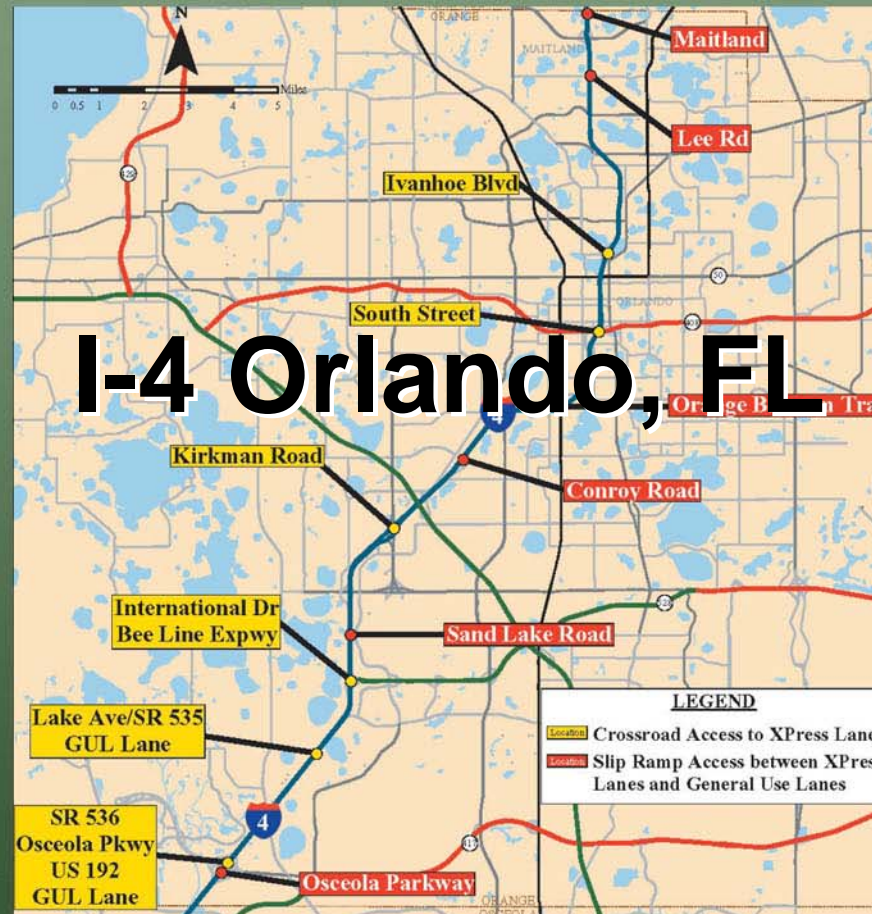 N
ORANGE
Maitland
MAITLAND
Miles
0 0.5 1 2 3 4 5
Lee Rd
429
Ivanhoe Blvd
50
ORLANDO
South Street
408
I-4 Orlando, FL
4
Kirkman Road
Conroy Road
528
International Dr
Bee Line Expwy
Sand Lake Road
Lake Ave/SR 535
GUL Lane
LEGEND
Location Crossroad Access to XPress Lane
Location Slip Ramp Access between XPres
Lanes and General Use Lanes
4
SR 536
Osceola Pkwy
US 192
GUL Lane
417
Osceola Parkway
ORANGE
OSCEOLA